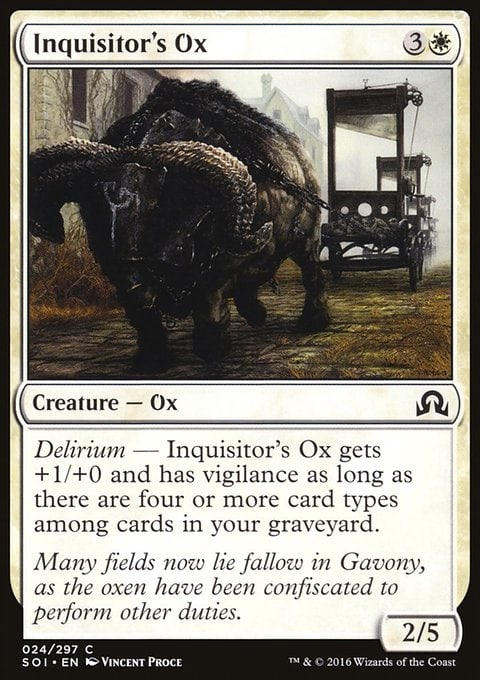 Inquisitor's Ox 3
Creature — Ox
Delirium — Inquisitor's Ox gets
+1/+0 and has vigilance as long as
there are four or more card types
among cards in your graveyard.
Many fields now lie fallow in Gavony,
as the oxen have been confiscated to
perform other duties.
2/5
024/297 C
SOI • EN Vincent Proce
™ & © 2016 Wizards of the Coast